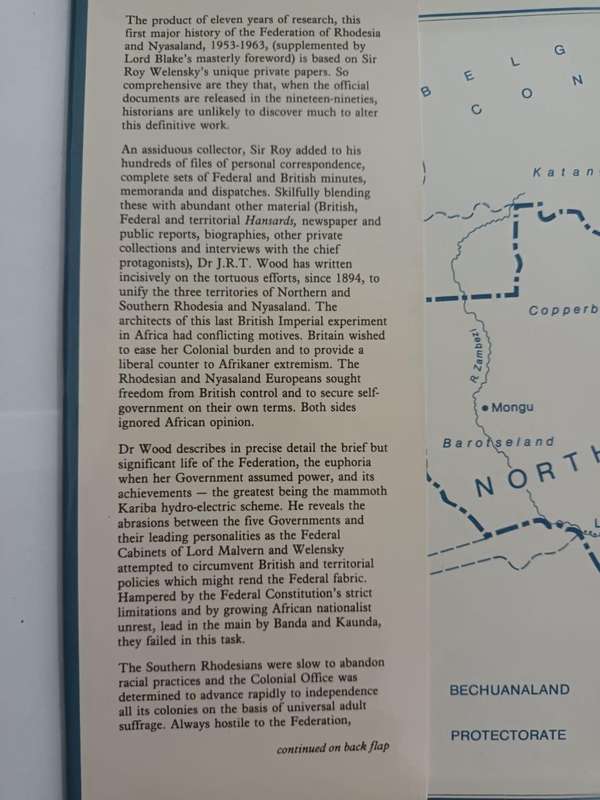 The product of eleven years of research, this
first major history of the Federation of Rhodesia
and Nyasaland, 1953-1963, (supplemented by
Lord Blake's masterly foreword) is based on Sir
Roy Welensky's unique private papers. So
comprehensive are they that, when the official
documents are released in the nineteen-nineties,
historians are unlikely to discover much to alter
this definitive work.
An assiduous collector, Sir Roy added to his
hundreds of files of personal correspondence,
complete sets of Federal and British minutes,
memoranda and dispatches. Skilfully blending
these with abundant other material (British,
Federal and territorial Hansards, newspaper and
public reports, biographies, other private
collections and interviews with the chief
protagonists), Dr J.R.T. Wood has written
incisively on the tortuous efforts, since 1894, to
unify the three territories of Northern and
Southern Rhodesia and Nyasaland. The
architects of this last British Imperial experiment
in Africa had conflicting motives. Britain wished
to ease her Colonial burden and to provide a
liberal counter to Afrikaner extremism. The
Rhodesian and Nyasaland Europeans sought
freedom from British control and to secure self-
government on their own terms. Both sides
ignored African opinion.
Dr Wood describes in precise detail the brief but
significant life of the Federation, the euphoria
when her Government assumed power, and its
achievements — the greatest being the mammoth
Kariba hydro-electric scheme. He reveals the
abrasions between the five Governments and
their leading personalities as the Federal
Cabinets of Lord Malvern and Welensky
attempted to circumvent British and territorial
policies which might rend the Federal fabric.
Hampered by the Federal Constitution's strict
limitations and by growing African nationalist
unrest, lead in the main by Banda and Kaunda,
they failed in this task.
The Southern Rhodesians were slow to abandon
racial practices and the Colonial Office was
determined to advance rapidly to independence
all its colonies on the basis of universal adult
suffrage. Always hostile to the Federation,
continued on back flap
BELG
CON
Katan
Copperb
R. Zambezi
Mongu
Barotseland
NORTH
L
BECHUANALAND
PROTECTORATE